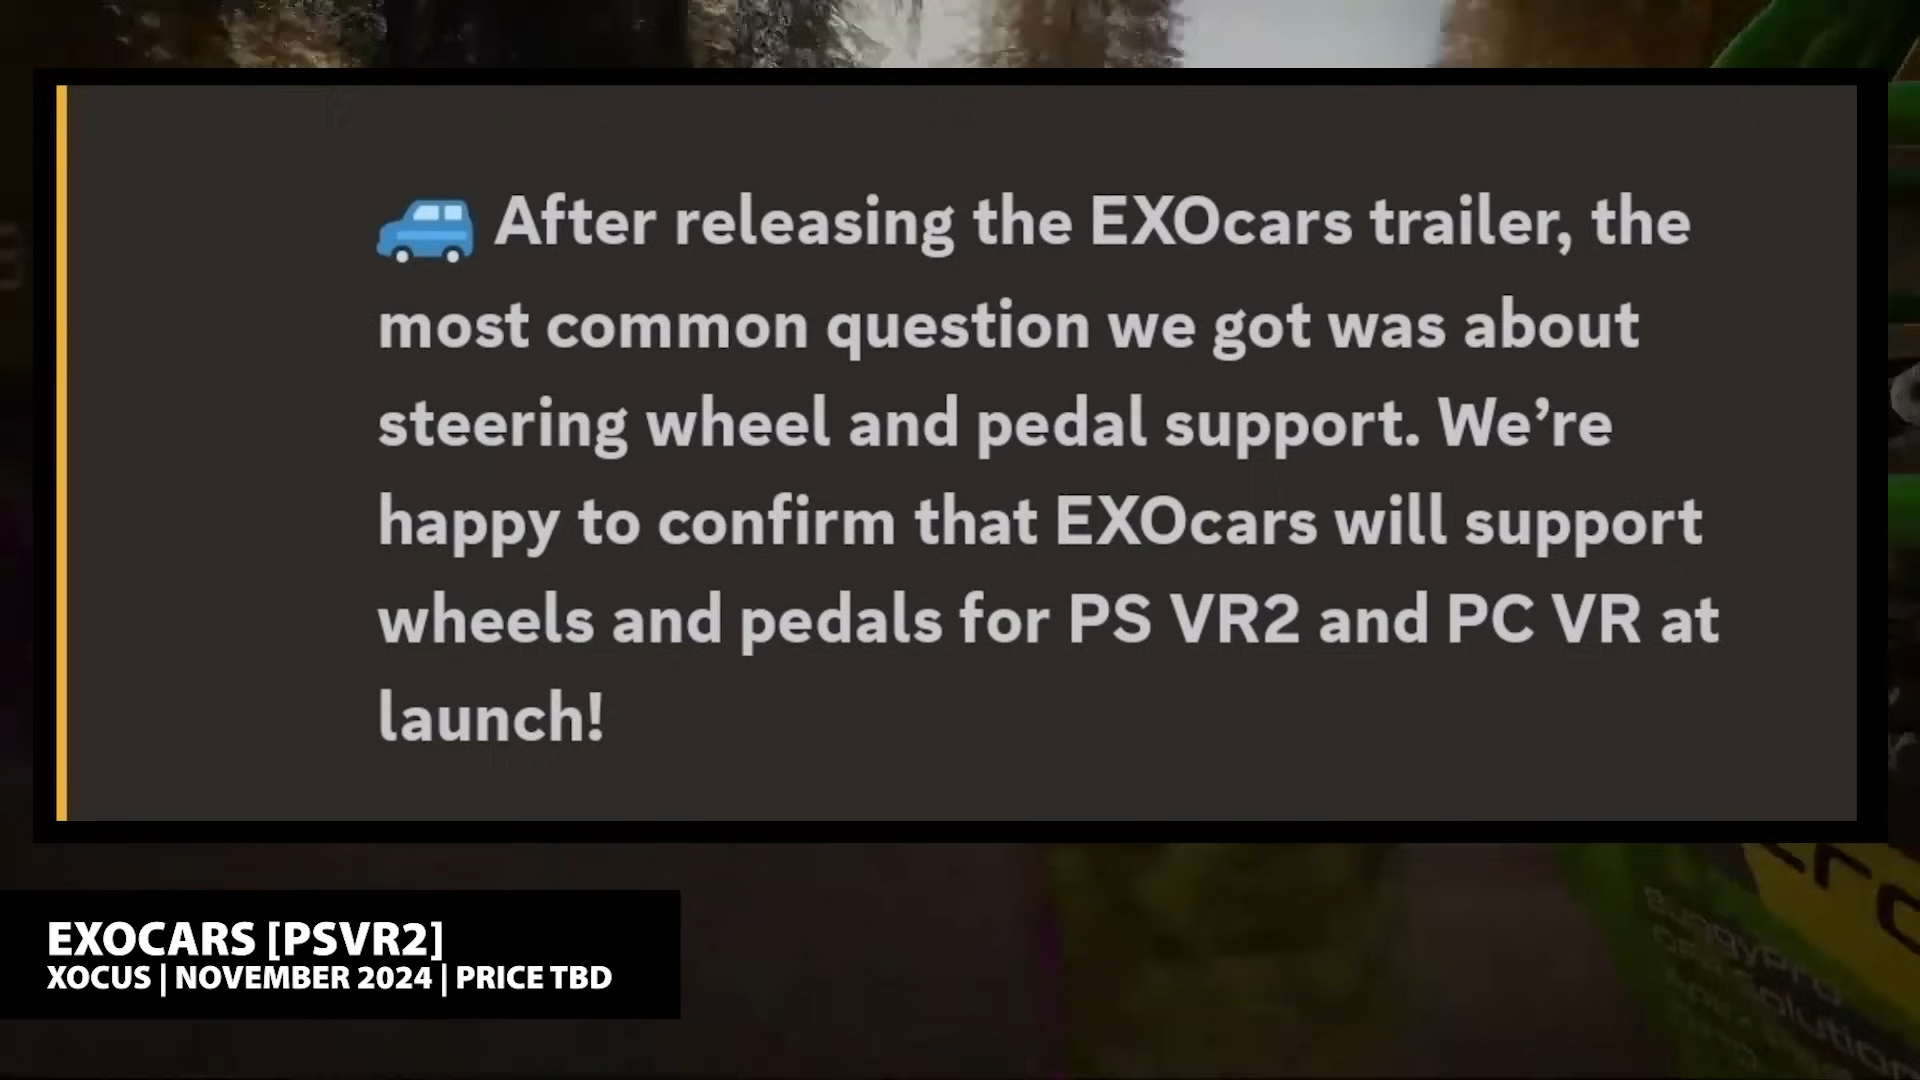 After releasing the EXOcars trailer, the
most common question we got was about
steering wheel and pedal support. We’re
happy to confirm that EXOcars will support
wheels and pedals for PS VR2 and PC VR at
launch!
EXOCARS [PSVR2]
XOCUS | NOVEMBER 2024 | PRICE TBD